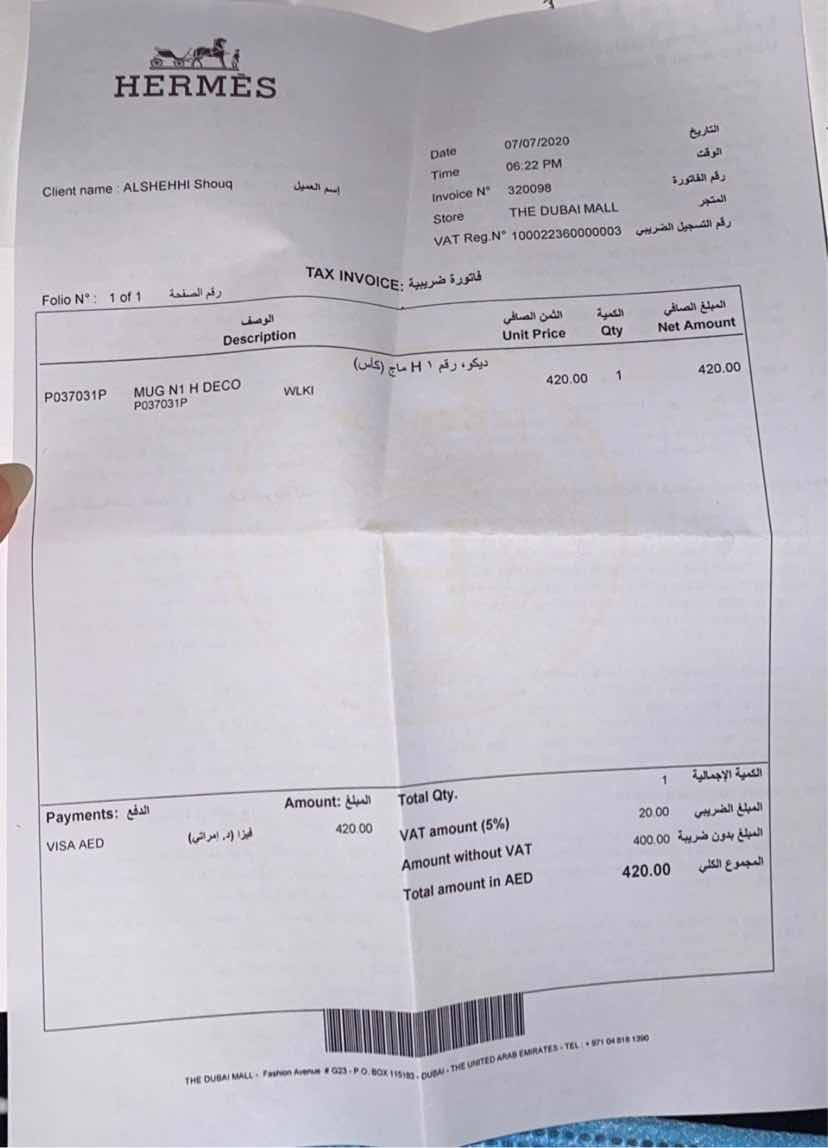 HERMÈS
Date 07/07/2020 التاريخ
Time 06:22 PM الوقت
Client name : ALSHEHHI Shouq إسم العميل
Invoice N° 320098 رقم الفاتورة
Store THE DUBAI MALL المتجر
VAT Reg.N° 100022360000003 رقم التسجيل الضريبي
TAX INVOICE: فاتورة ضريبية
Folio N° : 1 of 1 رقم الصفحة
الوصف الثمن الصافي الكمية المبلغ الصافي
Description Unit Price Qty Net Amount
ديكو، رقم ١ H ماج (كأس)
P037031P MUG N1 H DECO WLKI 420.00 1 420.00
P037031P
Payments: الدفع Amount: المبلغ
VISA AED فيزا (د. إمراتي) 420.00
Total Qty. 1 الكمية الإجمالية
VAT amount (5%) 20.00 المبلغ الضريبي
Amount without VAT 400.00 المبلغ بدون ضريبة
Total amount in AED 420.00 المجموع الكلي
THE DUBAI MALL - Fashion Avenue # G23 - P.O. BOX 115183 - DUBAI - THE UNITED ARAB EMIRATES - TEL : + 971 04 818 1390